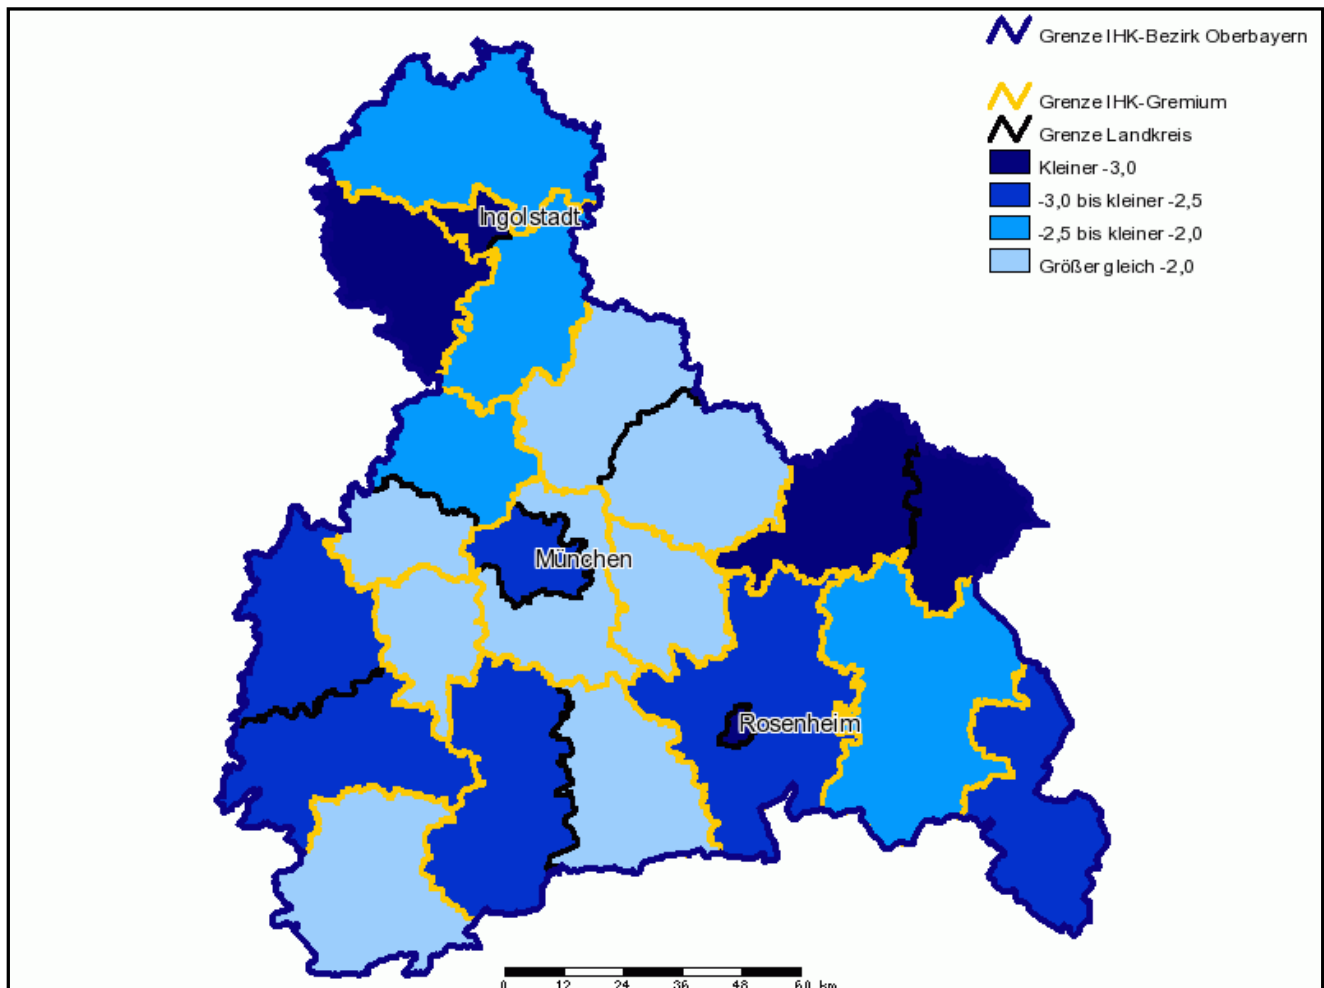 Grenze IHK-Bezirk Oberbayern
Grenze IHK-Gremium
Grenze Landkreis
Kleiner -3,0
-3,0 bis kleiner -2,5
-2,5 bis kleiner -2,0
Größer gleich -2,0
Ingolstadt
München
Rosenheim
0 12 24 36 48 60 km